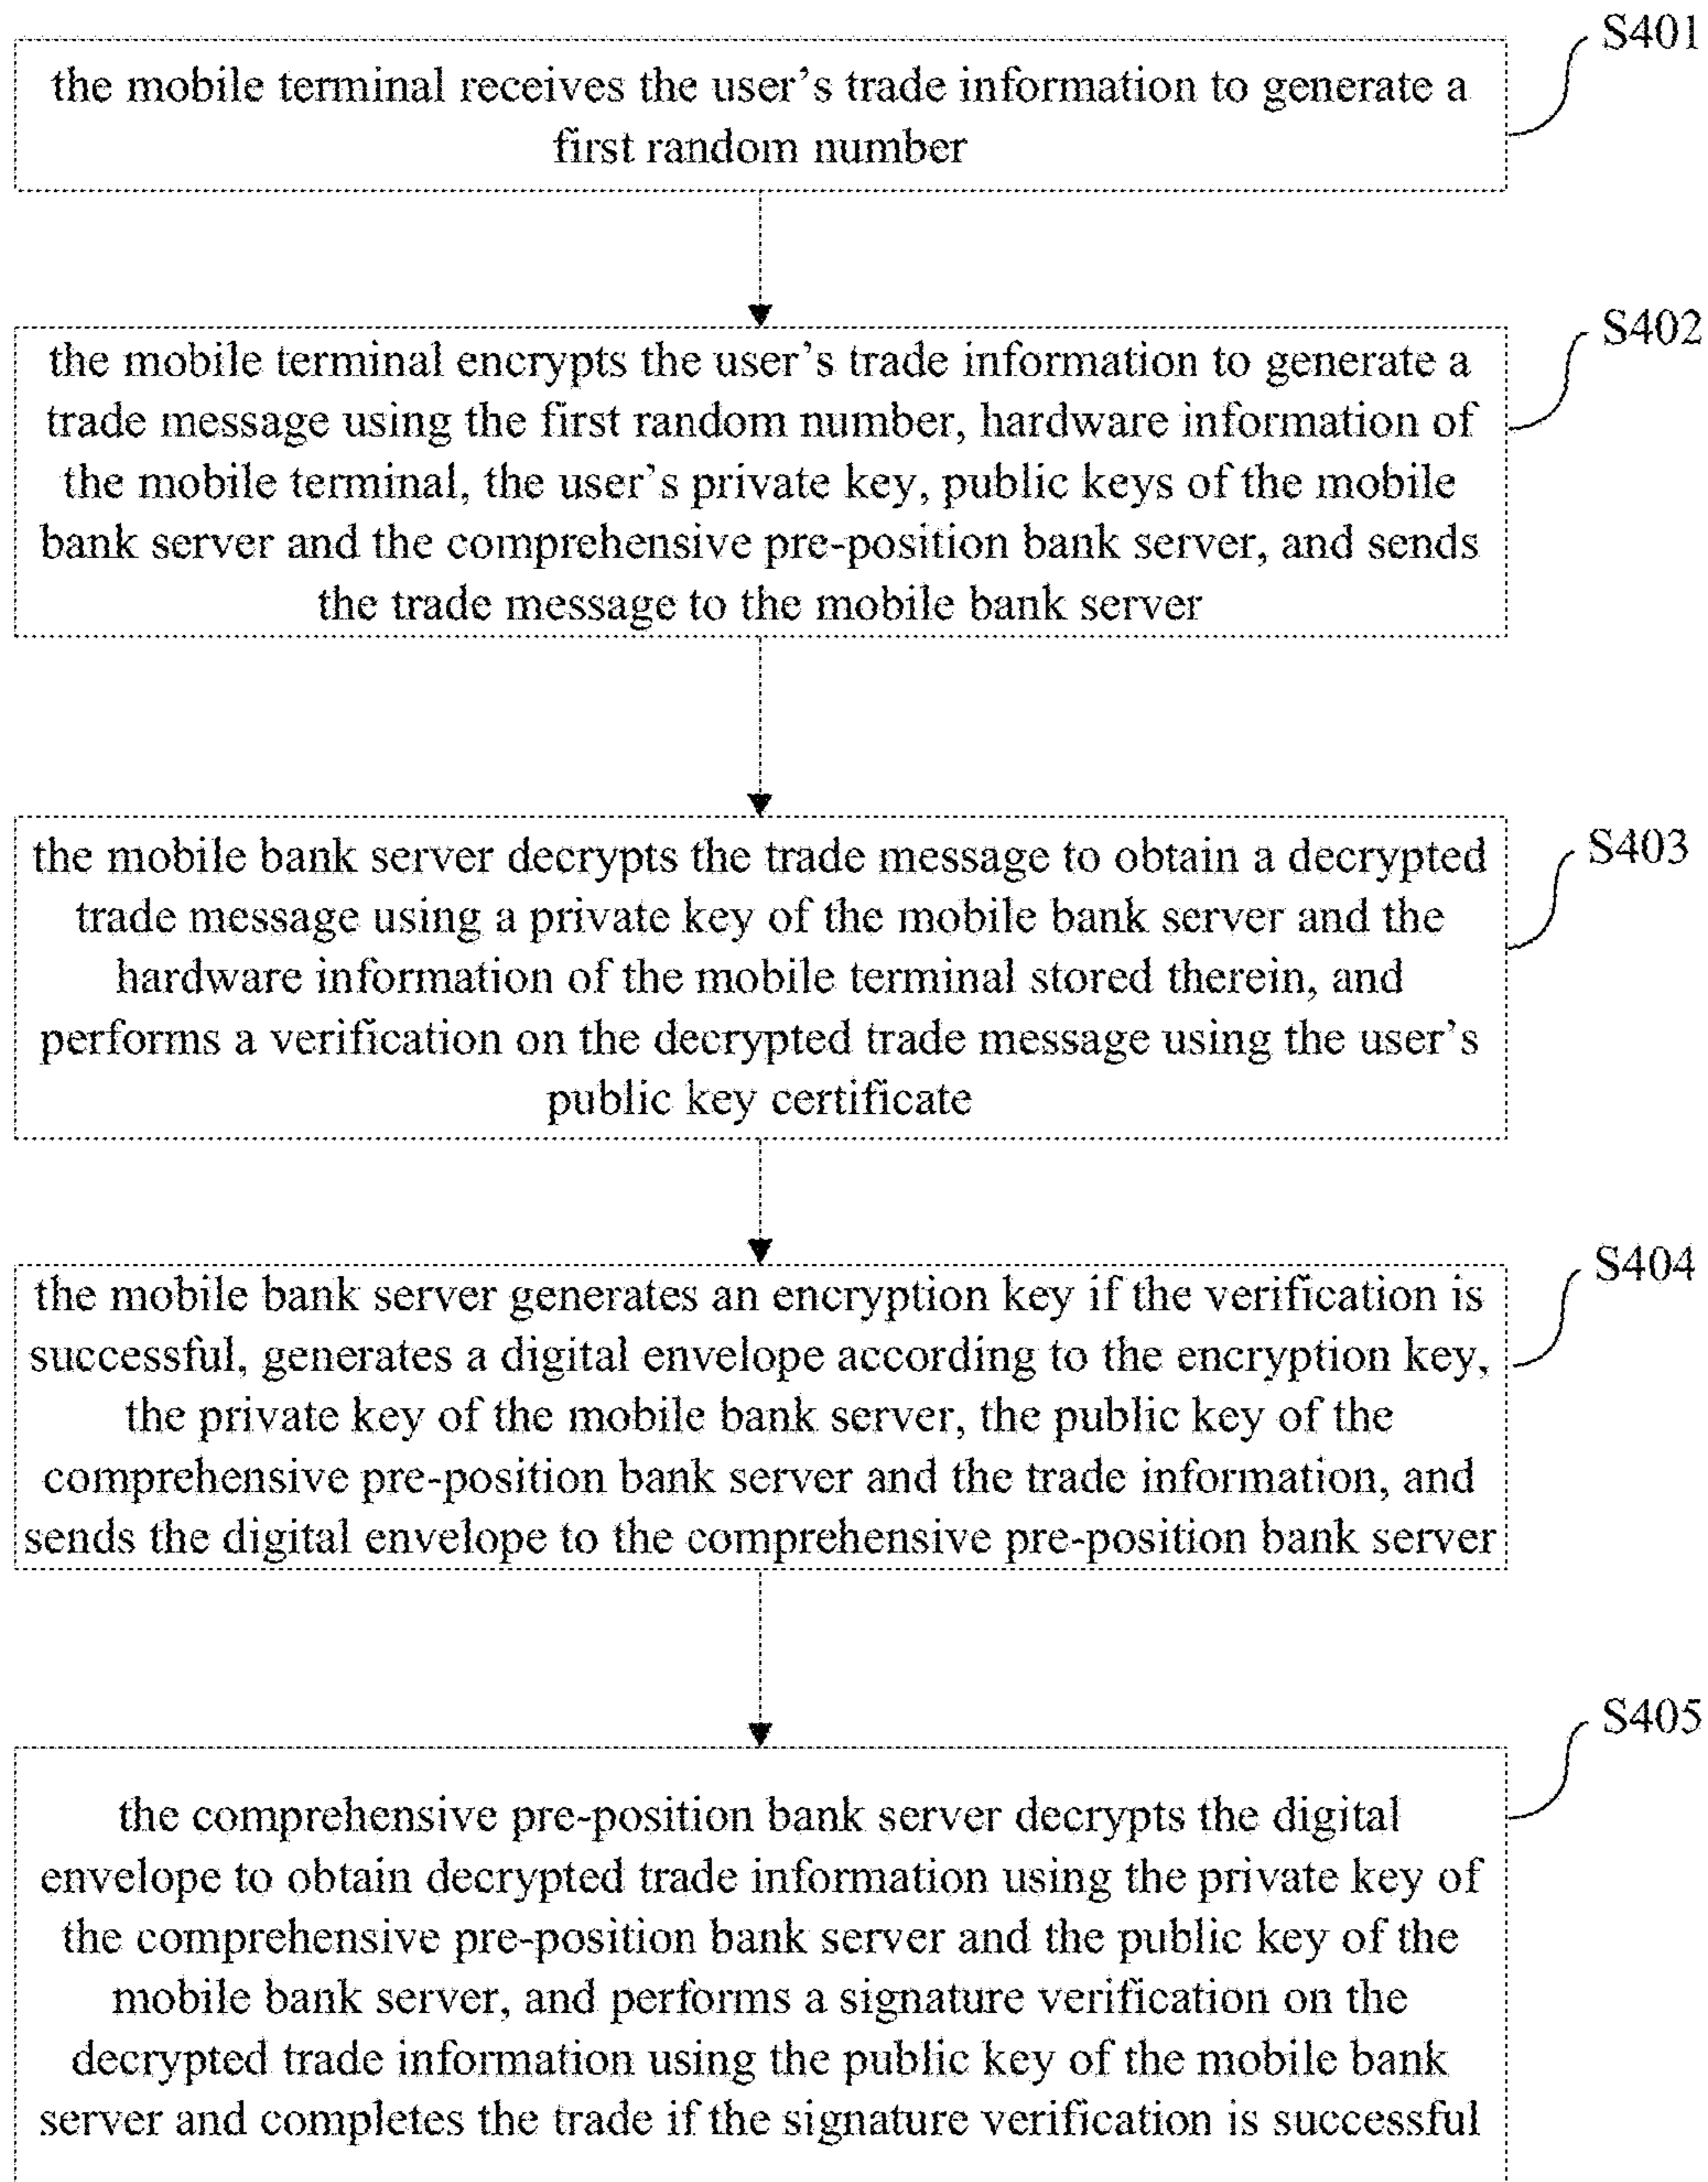 S401
the mobile terminal receives the user's trade information to generate a
first random number
S402
the mobile terminal encrypts the user's trade information to generate a
trade message using the first random number, hardware information of
the mobile terminal, the user's private key, public keys of the mobile
bank server and the comprehensive pre-position bank server, and sends
the trade message to the mobile bank server
S403
the mobile bank server decrypts the trade message to obtain a decrypted
trade message using a private key of the mobile bank server and the
hardware information of the mobile terminal stored therein, and
performs a verification on the decrypted trade message using the user's
public key certificate
S404
the mobile bank server generates an encryption key if the verification is
successful, generates a digital envelope according to the encryption key,
the private key of the mobile bank server, the public key of the
comprehensive pre-position bank server and the trade information, and
sends the digital envelope to the comprehensive pre-position bank server
S405
the comprehensive pre-position bank server decrypts the digital
envelope to obtain decrypted trade information using the private key of
the comprehensive pre-position bank server and the public key of the
mobile bank server, and performs a signature verification on the
decrypted trade information using the public key of the mobile bank
server and completes the trade if the signature verification is successful